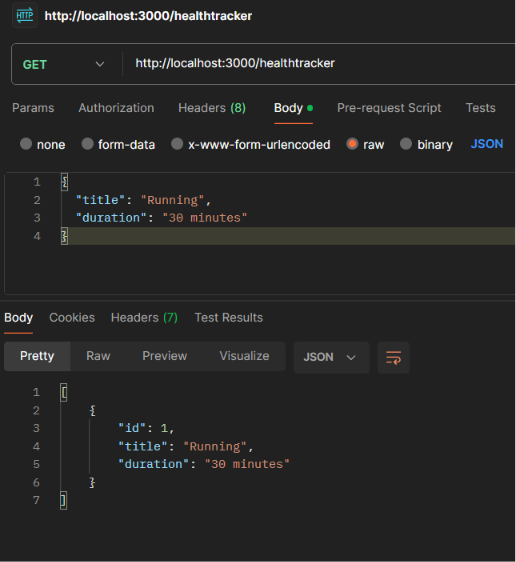 HTTP http://localhost:3000/healthtracker
GET http://localhost:3000/healthtracker
Params Authorization Headers (8) Body Pre-request Script Tests
none form-data x-www-form-urlencoded raw binary JSON
1 {
2 "title": "Running",
3 "duration": "30 minutes"
4 }
Body Cookies Headers (7) Test Results
Pretty Raw Preview Visualize JSON
1 [
2 {
3 "id": 1,
4 "title": "Running",
5 "duration": "30 minutes"
6 }
7 ]